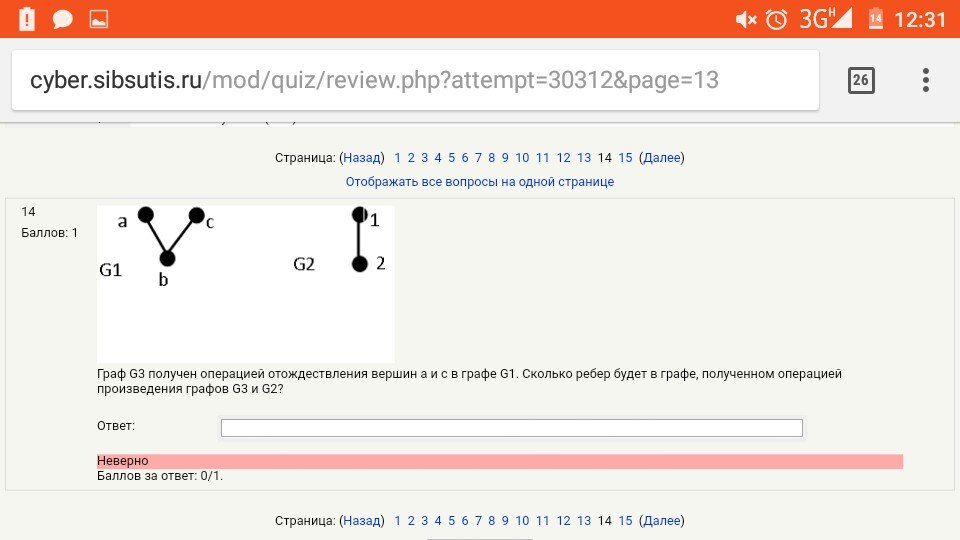 3G H 14 12:31
cyber.sibsutis.ru/mod/quiz/review.php?attempt=30312&page=13 26
Страница: (Назад) 1 2 3 4 5 6 7 8 9 10 11 12 13 14 15 (Далее)
Отображать все вопросы на одной странице
14
Баллов: 1
a c 1
G1 b G2 2
Граф G3 получен операцией отождествления вершин a и c в графе G1. Сколько ребер будет в графе, полученном операцией
произведения графов G3 и G2?
Ответ:
Неверно
Баллов за ответ: 0/1.
Страница: (Назад) 1 2 3 4 5 6 7 8 9 10 11 12 13 14 15 (Далее)